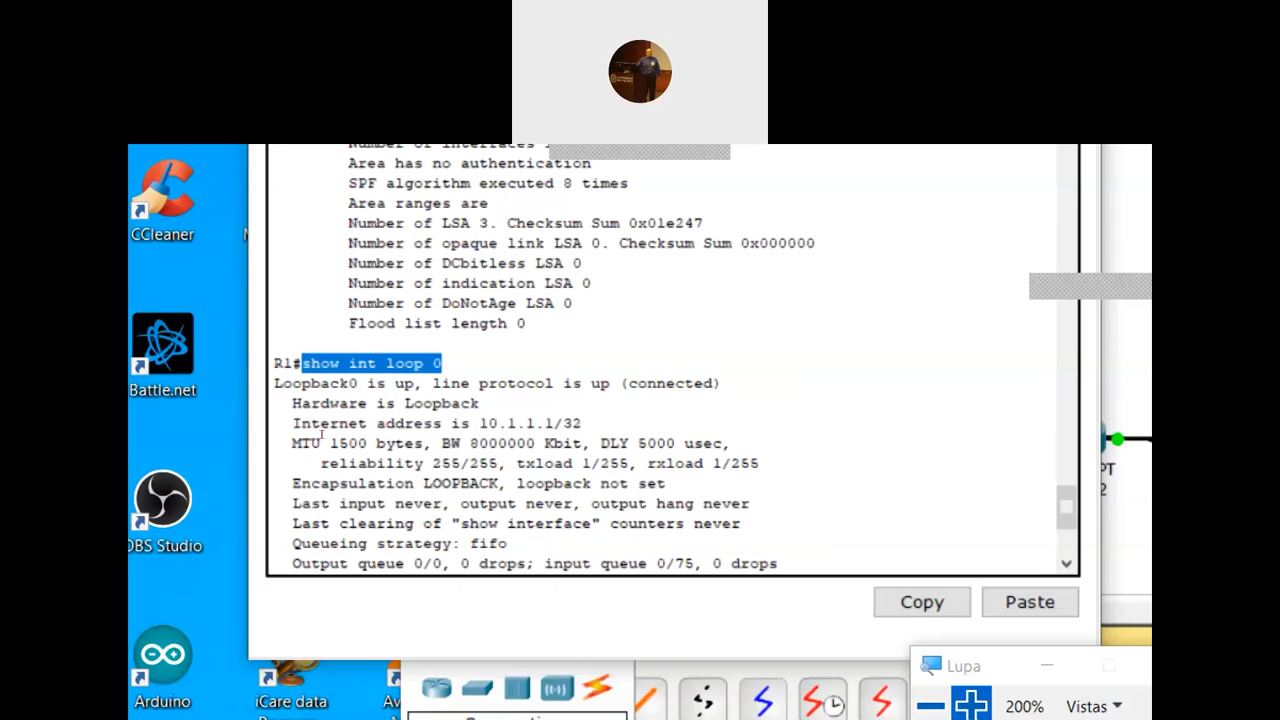 Area has no authentication
SPF algorithm executed 8 times
Area ranges are
Number of LSA 3. Checksum Sum 0x01e247
Number of opaque link LSA 0. Checksum Sum 0x000000
Number of DCbitless LSA 0
Number of indication LSA 0
Number of DoNotAge LSA 0
Flood list length 0
R1#show int loop 0
Loopback0 is up, line protocol is up (connected)
Hardware is Loopback
Internet address is 10.1.1.1/32
MTU 1500 bytes, BW 8000000 Kbit, DLY 5000 usec,
reliability 255/255, txload 1/255, rxload 1/255
Encapsulation LOOPBACK, loopback not set
Last input never, output never, output hang never
Last clearing of "show interface" counters never
Queueing strategy: fifo
Output queue 0/0, 0 drops; input queue 0/75, 0 drops
Copy
Paste
CCleaner
Battle.net
OBS Studio
Arduino
iCare data
Av
PT
2
Lupa
200%
Vistas